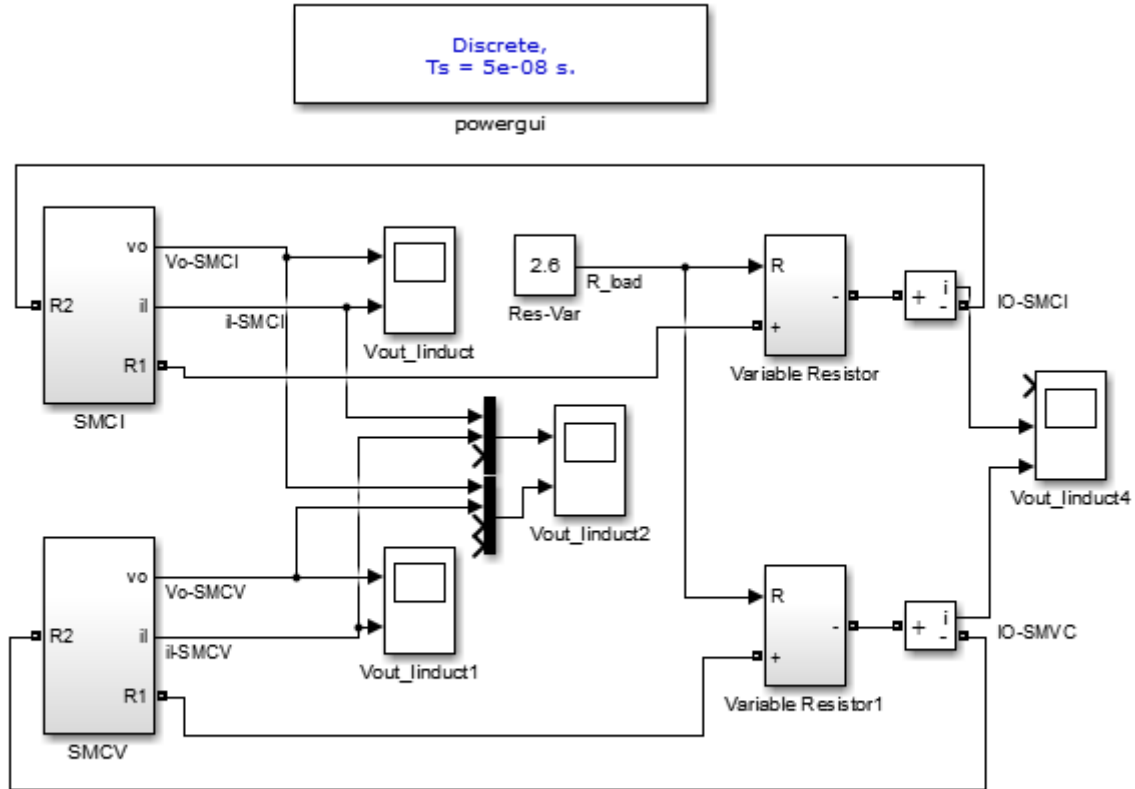 Discrete,
Ts = 5e-08 s.
powergui
vo
Vo-SMCI
R2
il
il-SMCI
R1
SMCI
Vout_Iinduct
2.6
R_load
Res-Var
R
-
+
Variable Resistor
+
i
-
IO-SMCI
Vout_Iinduct2
Vout_Iinduct4
vo
Vo-SMCV
R2
il
il-SMCV
R1
SMCV
Vout_Iinduct1
R
-
+
Variable Resistor1
+
i
-
IO-SMVC